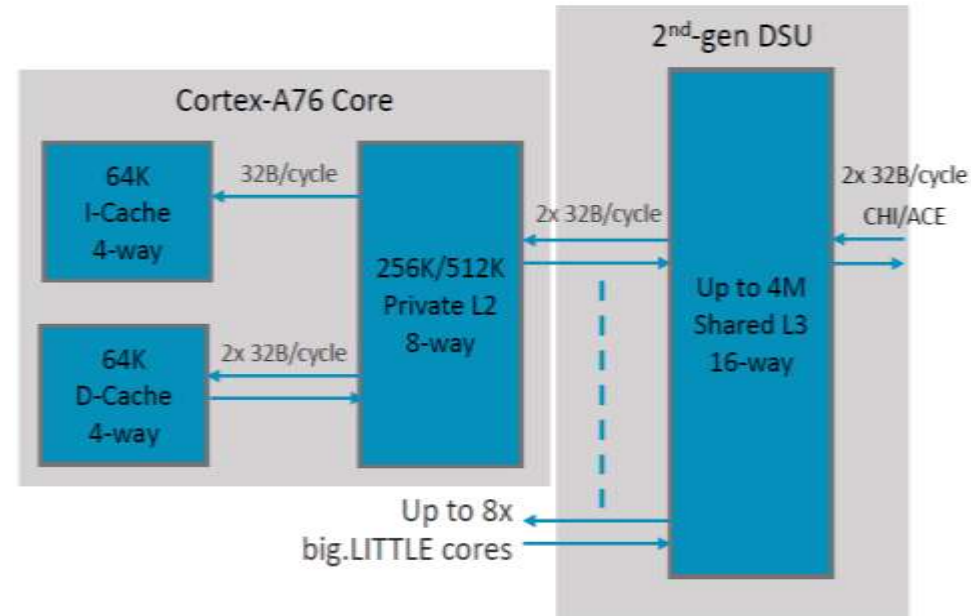 2nd-gen DSU
Cortex-A76 Core
64K
I-Cache
4-way
32B/cycle
256K/512K
Private L2
8-way
64K
D-Cache
4-way
2x 32B/cycle
2x 32B/cycle
Up to 4M
Shared L3
16-way
2x 32B/cycle
CHI/ACE
Up to 8x
big.LITTLE cores